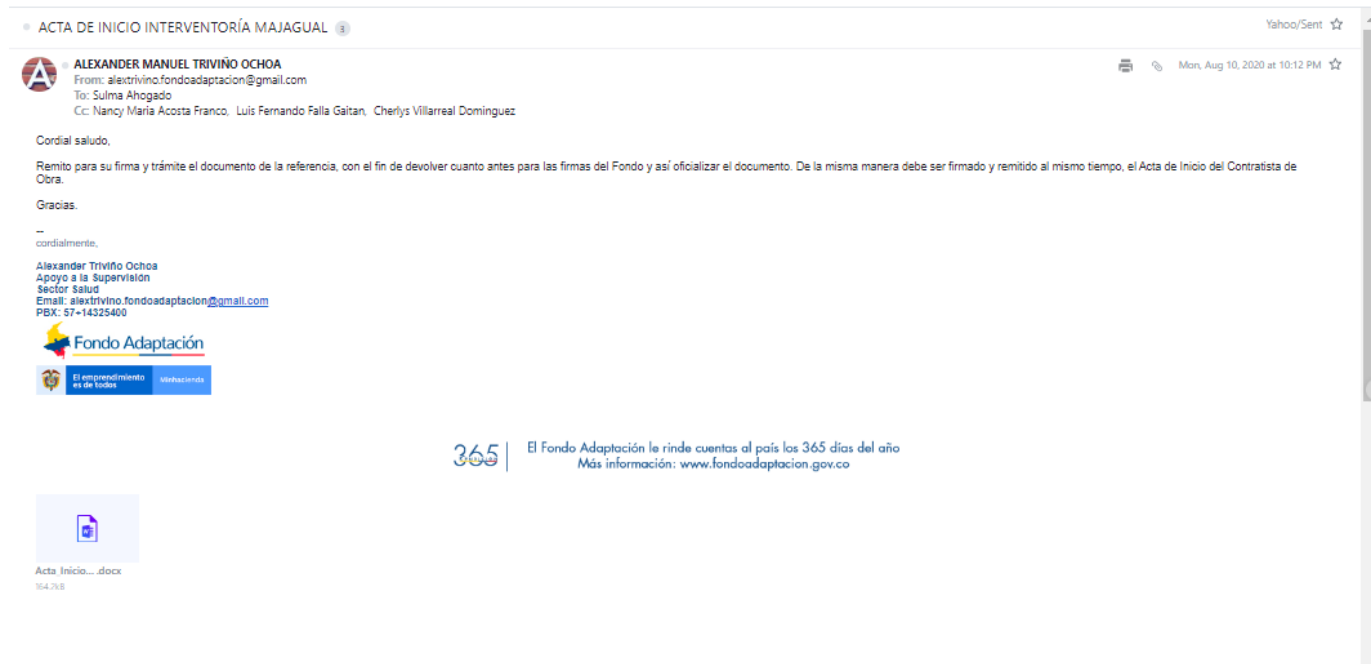 ACTA DE INICIO INTERVENTORÍA MAJAGUAL 3
Yahoo/Sent
ALEXANDER MANUEL TRIVIÑO OCHOA
Mon, Aug 10, 2020 at 10:12 PM
From: alextrivino.fondoadaptacion@gmail.com
To: Sulma Ahogado
Cc: Nancy Maria Acosta Franco, Luis Fernando Falla Gaitan, Cherlys Villarreal Dominguez
Cordial saludo,
Remito para su firma y trámite el documento de la referencia, con el fin de devolver cuanto antes para las firmas del Fondo y así oficializar el documento. De la misma manera debe ser firmado y remitido al mismo tiempo, el Acta de Inicio del Contratista de
Obra.
Gracias.
--
cordialmente,
Alexander Triviño Ochoa
Apoyo a la Supervisión
Sector Salud
Email: alextrivino.fondoadaptacion@gmail.com
PBX: 57+14325400
Fondo Adaptación
El emprendimiento
es de todos
Minhacienda
365
El Fondo Adaptación le rinde cuentas al país los 365 días del año
Más información: www.fondoadaptacion.gov.co
Acta_Inicio... .docx
164.2kB